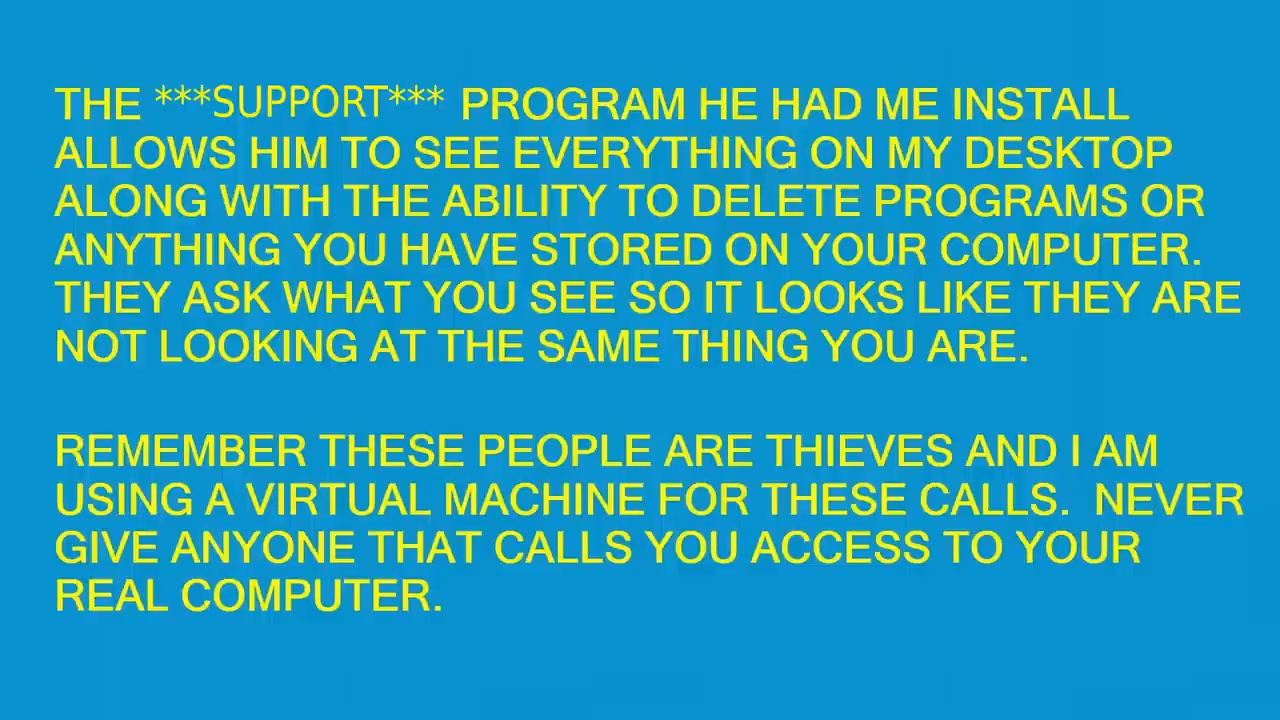 THE ***SUPPORT*** PROGRAM HE HAD ME INSTALL
ALLOWS HIM TO SEE EVERYTHING ON MY DESKTOP
ALONG WITH THE ABILITY TO DELETE PROGRAMS OR
ANYTHING YOU HAVE STORED ON YOUR COMPUTER.
THEY ASK WHAT YOU SEE SO IT LOOKS LIKE THEY ARE
NOT LOOKING AT THE SAME THING YOU ARE.
REMEMBER THESE PEOPLE ARE THIEVES AND I AM
USING A VIRTUAL MACHINE FOR THESE CALLS.  NEVER
GIVE ANYONE THAT CALLS YOU ACCESS TO YOUR
REAL COMPUTER.